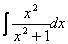 ∫ x²/(x²+1) dx